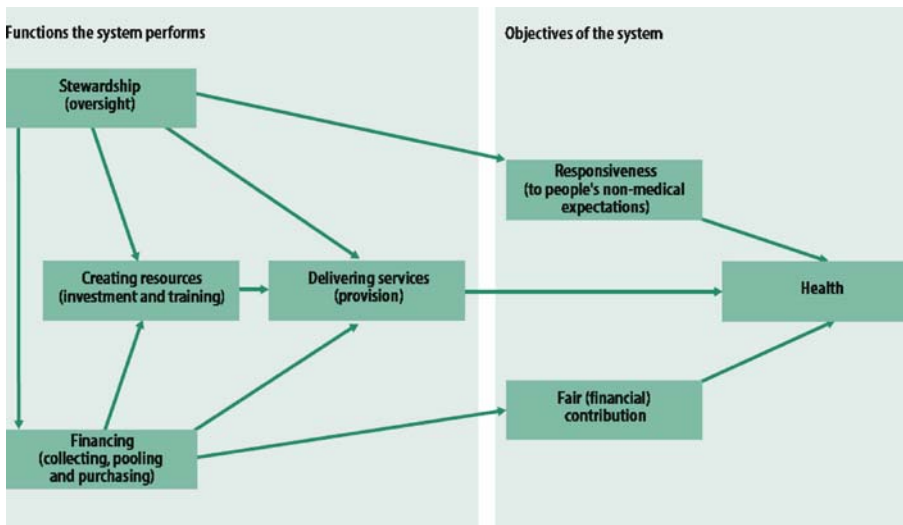 Functions the system performs
Objectives of the system
Stewardship
(oversight)
Responsiveness
(to people's non-medical
expectations)
Creating resources
(investment and training)
Delivering services
(provision)
Health
Fair (financial)
contribution
Financing
(collecting, pooling
and purchasing)